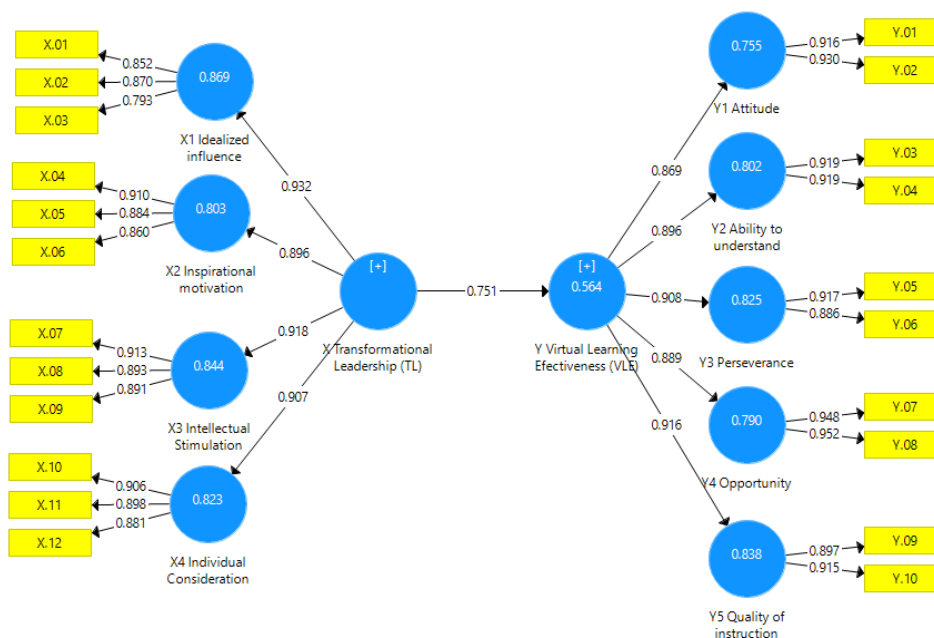 X.01
X.02
X.03
0.852
0.870
0.793
0.869
X1 Idealized
influence
X.04
X.05
X.06
0.910
0.884
0.860
0.803
X2 Inspirational
motivation
X.07
X.08
X.09
0.913
0.893
0.891
0.844
X3 Intellectual
Stimulation
X.10
X.11
X.12
0.906
0.898
0.881
0.823
X4 Individual
Consideration
0.932
0.896
0.918
0.907
[+]
X Transformational
Leadership (TL)
0.751
[+]
0.564
Y Virtual Learning
Efectiveness (VLE)
0.869
0.896
0.908
0.889
0.916
0.755
Y1 Attitude
0.916
0.930
Y.01
Y.02
0.802
Y2 Ability to
understand
0.919
0.919
Y.03
Y.04
0.825
Y3 Perseverance
0.917
0.886
Y.05
Y.06
0.790
Y4 Opportunity
0.948
0.952
Y.07
Y.08
0.838
Y5 Quality of
instruction
0.897
0.915
Y.09
Y.10